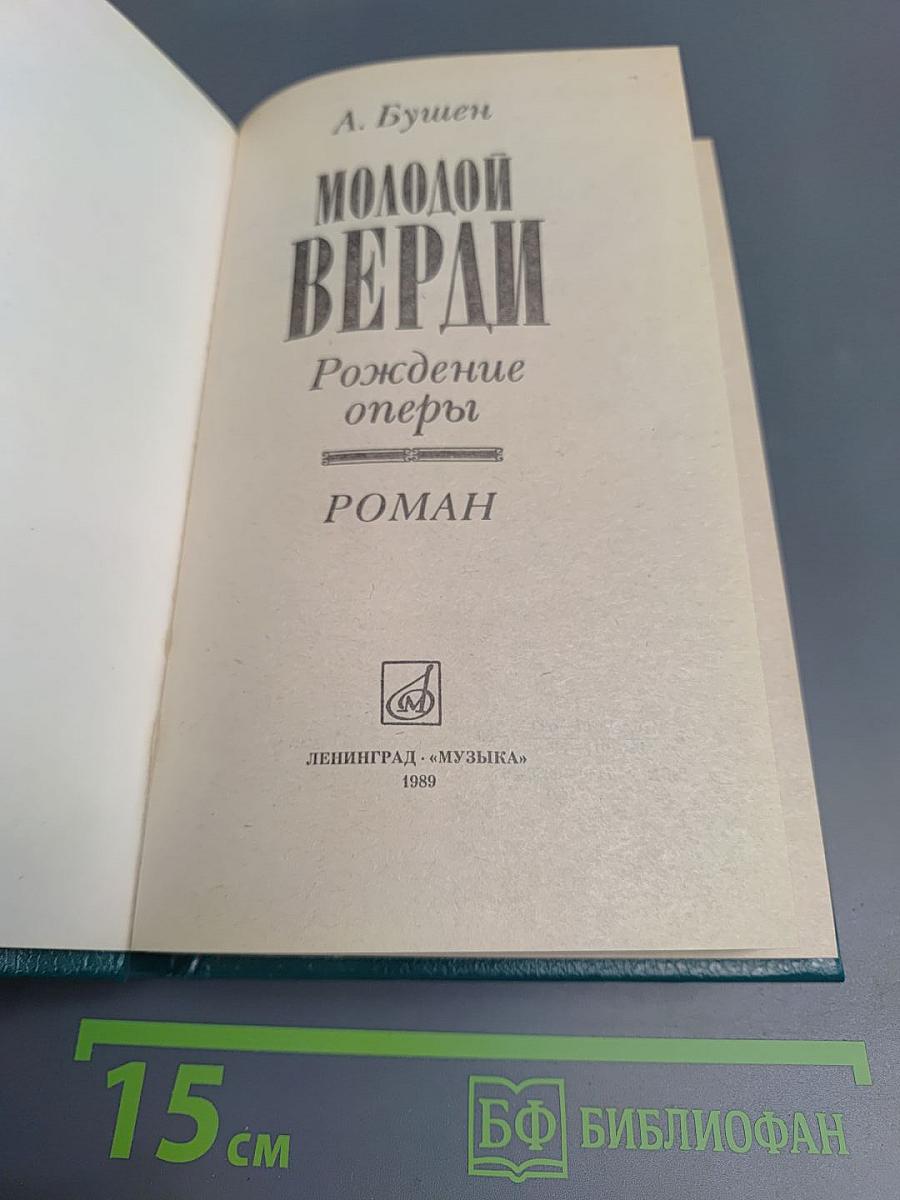 А. Бушен
МОЛОДОЙ
ВЕРДИ
Рождение
оперы
РОМАН
М
ЛЕНИНГРАД · «МУЗЫКА»
1989
15 см
БФ БИБЛИОФАН